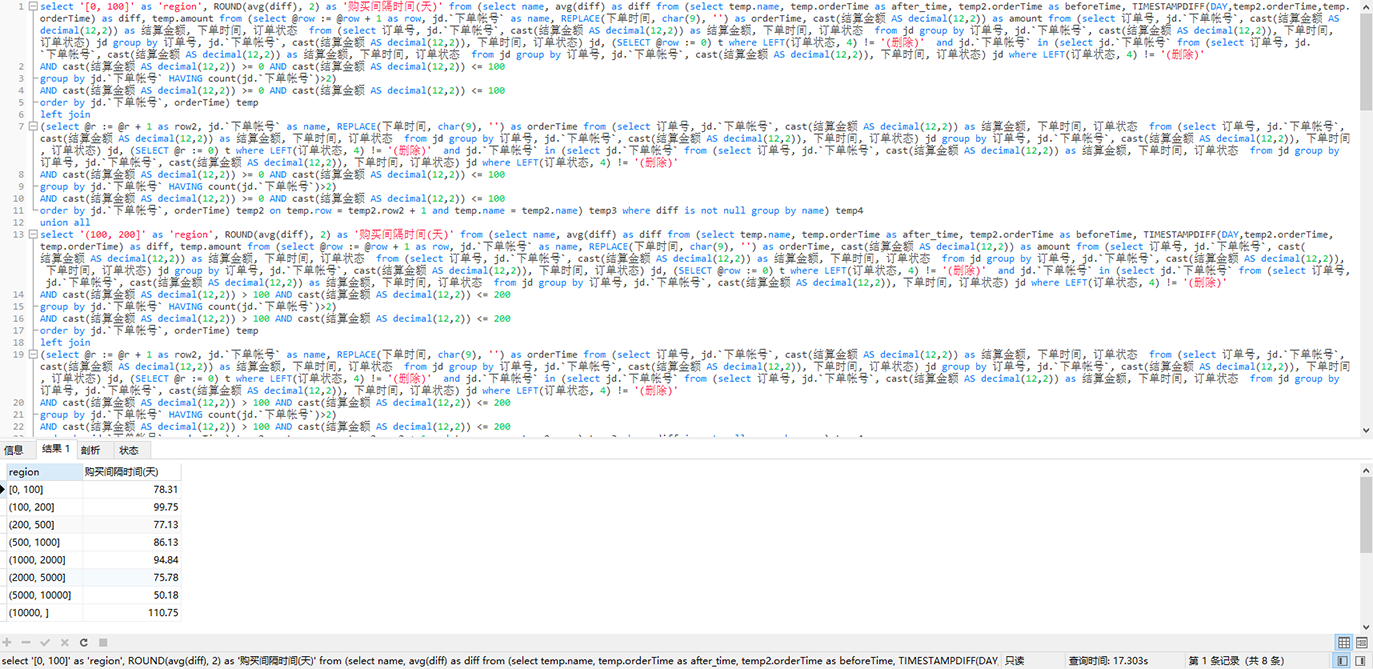 1 select '[0, 100]' as 'region', ROUND(avg(diff), 2) as '购买间隔时间(天)' from (select name, avg(diff) as diff from (select temp.name, temp.orderTime as after_time, temp2.orderTime as beforeTime, TIMESTAMPDIFF(DAY,temp2.orderTime,temp.
orderTime) as diff, temp.amount from (select @row := @row + 1 as row, jd.`下单帐号` as name, REPLACE(下单时间, char(9), '') as orderTime, cast(结算金额 AS decimal(12,2)) as amount from (select 订单号, jd.`下单帐号`, cast(结算金额 AS
decimal(12,2)) as 结算金额, 下单时间, 订单状态  from (select 订单号, jd.`下单帐号`, cast(结算金额 AS decimal(12,2)) as 结算金额, 下单时间, 订单状态  from jd group by 订单号, jd.`下单帐号`, cast(结算金额 AS decimal(12,2)), 下单时间,
订单状态) jd group by 订单号, jd.`下单帐号`, cast(结算金额 AS decimal(12,2)), 下单时间, 订单状态) jd, (SELECT @row := 0) t where LEFT(订单状态, 4) != '(删除)'  and jd.`下单帐号` in (select jd.`下单帐号` from (select 订单号, jd.
`下单帐号`, cast(结算金额 AS decimal(12,2)) as 结算金额, 下单时间, 订单状态  from jd group by 订单号, jd.`下单帐号`, cast(结算金额 AS decimal(12,2)), 下单时间, 订单状态) jd where LEFT(订单状态, 4) != '(删除)'
2 AND cast(结算金额 AS decimal(12,2)) >= 0 AND cast(结算金额 AS decimal(12,2)) <= 100
3 group by jd.`下单帐号` HAVING count(jd.`下单帐号`)>2)
4 AND cast(结算金额 AS decimal(12,2)) >= 0 AND cast(结算金额 AS decimal(12,2)) <= 100
5 order by jd.`下单帐号`, orderTime) temp
6 left join
7 (select @r := @r + 1 as row2, jd.`下单帐号` as name, REPLACE(下单时间, char(9), '') as orderTime from (select 订单号, jd.`下单帐号`, cast(结算金额 AS decimal(12,2)) as 结算金额, 下单时间, 订单状态  from (select 订单号, jd.`下单帐号`,
cast(结算金额 AS decimal(12,2)) as 结算金额, 下单时间, 订单状态  from jd group by 订单号, jd.`下单帐号`, cast(结算金额 AS decimal(12,2)), 下单时间, 订单状态) jd group by 订单号, jd.`下单帐号`, cast(结算金额 AS decimal(12,2)), 下单时间
, 订单状态) jd, (SELECT @r := 0) t where LEFT(订单状态, 4) != '(删除)'  and jd.`下单帐号` in (select jd.`下单帐号` from (select 订单号, jd.`下单帐号`, cast(结算金额 AS decimal(12,2)) as 结算金额, 下单时间, 订单状态  from jd group by
订单号, jd.`下单帐号`, cast(结算金额 AS decimal(12,2)), 下单时间, 订单状态) jd where LEFT(订单状态, 4) != '(删除)'
8 AND cast(结算金额 AS decimal(12,2)) >= 0 AND cast(结算金额 AS decimal(12,2)) <= 100
9 group by jd.`下单帐号` HAVING count(jd.`下单帐号`)>2)
10 AND cast(结算金额 AS decimal(12,2)) >= 0 AND cast(结算金额 AS decimal(12,2)) <= 100
11 order by jd.`下单帐号`, orderTime) temp2 on temp.row = temp2.row2 + 1 and temp.name = temp2.name) temp3 where diff is not null group by name) temp4
12 union all
13 select '(100, 200]' as 'region', ROUND(avg(diff), 2) as '购买间隔时间(天)' from (select name, avg(diff) as diff from (select temp.name, temp.orderTime as after_time, temp2.orderTime as beforeTime, TIMESTAMPDIFF(DAY,temp2.orderTime,
temp.orderTime) as diff, temp.amount from (select @row := @row + 1 as row, jd.`下单帐号` as name, REPLACE(下单时间, char(9), '') as orderTime, cast(结算金额 AS decimal(12,2)) as amount from (select 订单号, jd.`下单帐号`, cast(
结算金额 AS decimal(12,2)) as 结算金额, 下单时间, 订单状态  from (select 订单号, jd.`下单帐号`, cast(结算金额 AS decimal(12,2)) as 结算金额, 下单时间, 订单状态  from jd group by 订单号, jd.`下单帐号`, cast(结算金额 AS decimal(12,2)),
下单时间, 订单状态) jd group by 订单号, jd.`下单帐号`, cast(结算金额 AS decimal(12,2)), 下单时间, 订单状态) jd, (SELECT @row := 0) t where LEFT(订单状态, 4) != '(删除)'  and jd.`下单帐号` in (select jd.`下单帐号` from (select 订单号,
jd.`下单帐号`, cast(结算金额 AS decimal(12,2)) as 结算金额, 下单时间, 订单状态  from jd group by 订单号, jd.`下单帐号`, cast(结算金额 AS decimal(12,2)), 下单时间, 订单状态) jd where LEFT(订单状态, 4) != '(删除)'
14 AND cast(结算金额 AS decimal(12,2)) > 100 AND cast(结算金额 AS decimal(12,2)) <= 200
15 group by jd.`下单帐号` HAVING count(jd.`下单帐号`)>2)
16 AND cast(结算金额 AS decimal(12,2)) > 100 AND cast(结算金额 AS decimal(12,2)) <= 200
17 order by jd.`下单帐号`, orderTime) temp
18 left join
19 (select @r := @r + 1 as row2, jd.`下单帐号` as name, REPLACE(下单时间, char(9), '') as orderTime from (select 订单号, jd.`下单帐号`, cast(结算金额 AS decimal(12,2)) as 结算金额, 下单时间, 订单状态  from (select 订单号, jd.`下单帐号`,
cast(结算金额 AS decimal(12,2)) as 结算金额, 下单时间, 订单状态  from jd group by 订单号, jd.`下单帐号`, cast(结算金额 AS decimal(12,2)), 下单时间, 订单状态) jd group by 订单号, jd.`下单帐号`, cast(结算金额 AS decimal(12,2)), 下单时间
, 订单状态) jd, (SELECT @r := 0) t where LEFT(订单状态, 4) != '(删除)'  and jd.`下单帐号` in (select jd.`下单帐号` from (select 订单号, jd.`下单帐号`, cast(结算金额 AS decimal(12,2)) as 结算金额, 下单时间, 订单状态  from jd group by
订单号, jd.`下单帐号`, cast(结算金额 AS decimal(12,2)), 下单时间, 订单状态) jd where LEFT(订单状态, 4) != '(删除)'
20 AND cast(结算金额 AS decimal(12,2)) > 100 AND cast(结算金额 AS decimal(12,2)) <= 200
21 group by jd.`下单帐号` HAVING count(jd.`下单帐号`)>2)
22 AND cast(结算金额 AS decimal(12,2)) > 100 AND cast(结算金额 AS decimal(12,2)) <= 200
信息 结果 1 剖析 状态
region 购买间隔时间(天)
[0, 100] 78.31
(100, 200] 99.75
(200, 500] 77.13
(500, 1000] 86.13
(1000, 2000] 94.84
(2000, 5000] 75.78
(5000, 10000] 50.18
(10000, ] 110.75
select '[0, 100]' as 'region', ROUND(avg(diff), 2) as '购买间隔时间(天)' from (select name, avg(diff) as diff from (select temp.name, temp.orderTime as after_time, temp2.orderTime as beforeTime, TIMESTAMPDIFF(DAY, 只读 查询时间: 17.303s 第 1 条记录 (共 8 条)